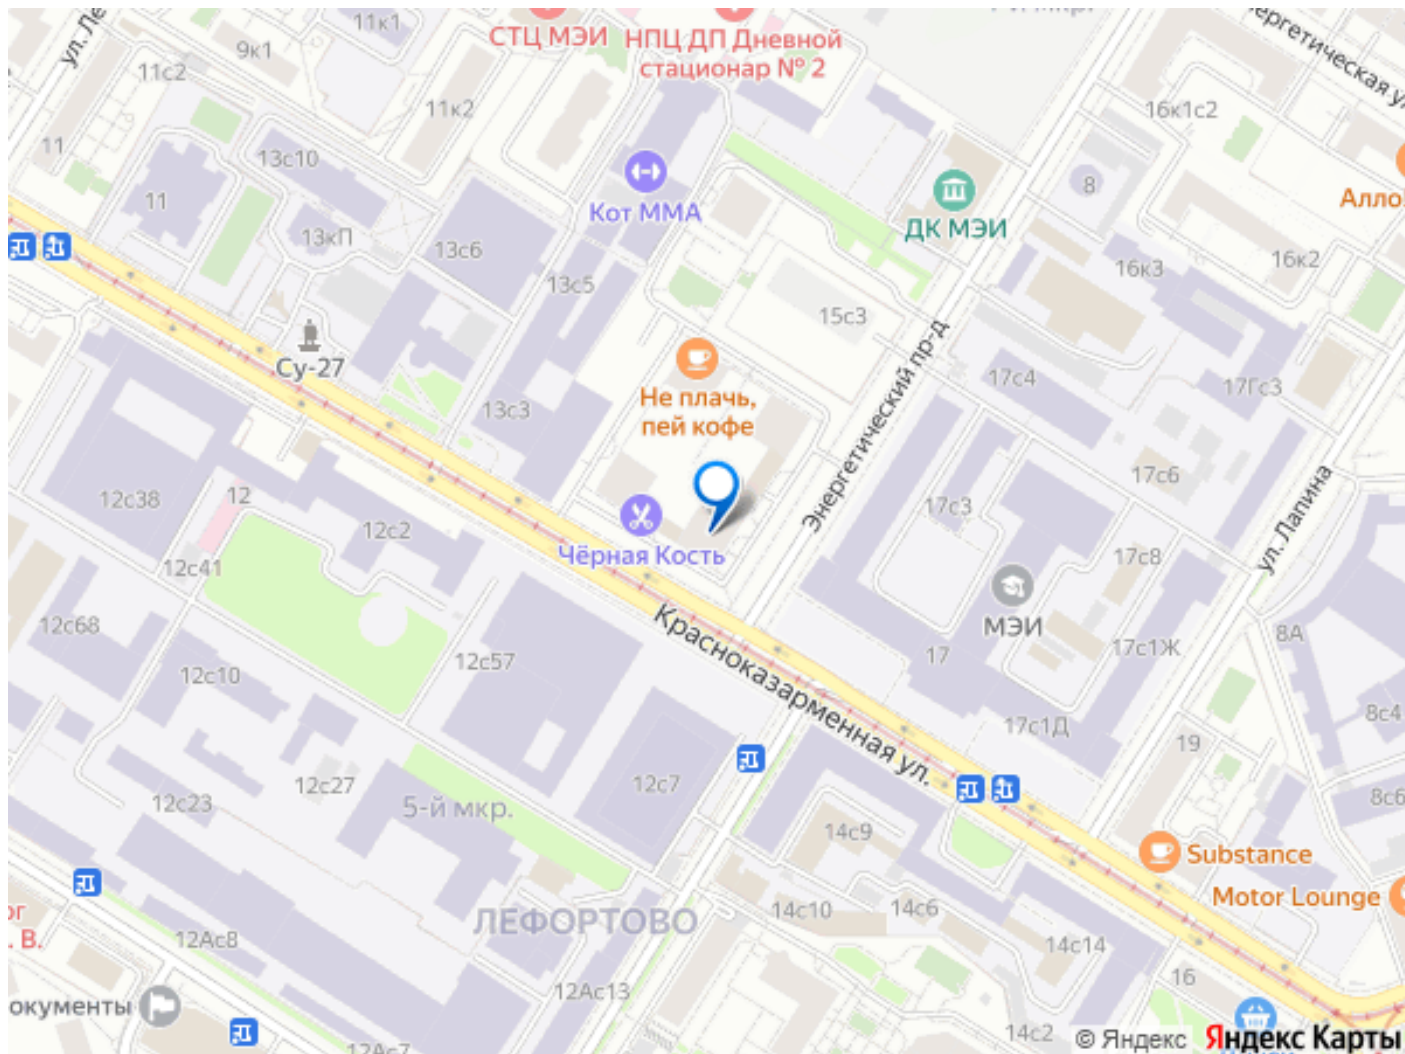 11к1
СТЦ МЭИ
НПЦ ДП Дневной
стационар № 2
9к1
11с2
11к2
16к1с2
11
13с10
8
Кот ММА
Алло
11
13кП
13с6
ДК МЭИ
16к3
16к2
13с5
15с3
Су-27
Энергетический пр-д
17с4
17Гс3
Не плачь,
пей кофе
13с3
17с6
12с38
12
17с3
ул. Лапина
12с2
Чёрная Кость
17с8
12с41
МЭИ
12с68
Красноказарменная ул.
8А
12с57
17
17с1Ж
12с10
8с4
17с1Д
19
12с27
12с7
12с23
5-й мкр.
8с6
14с9
Substance
Motor Lounge
14с10
14с6
ЛЕФОРТОВО
12Ас8
14с14
16
12Ас13
окументы
14с2
12Ас7
© Яндекс
Яндекс Карты